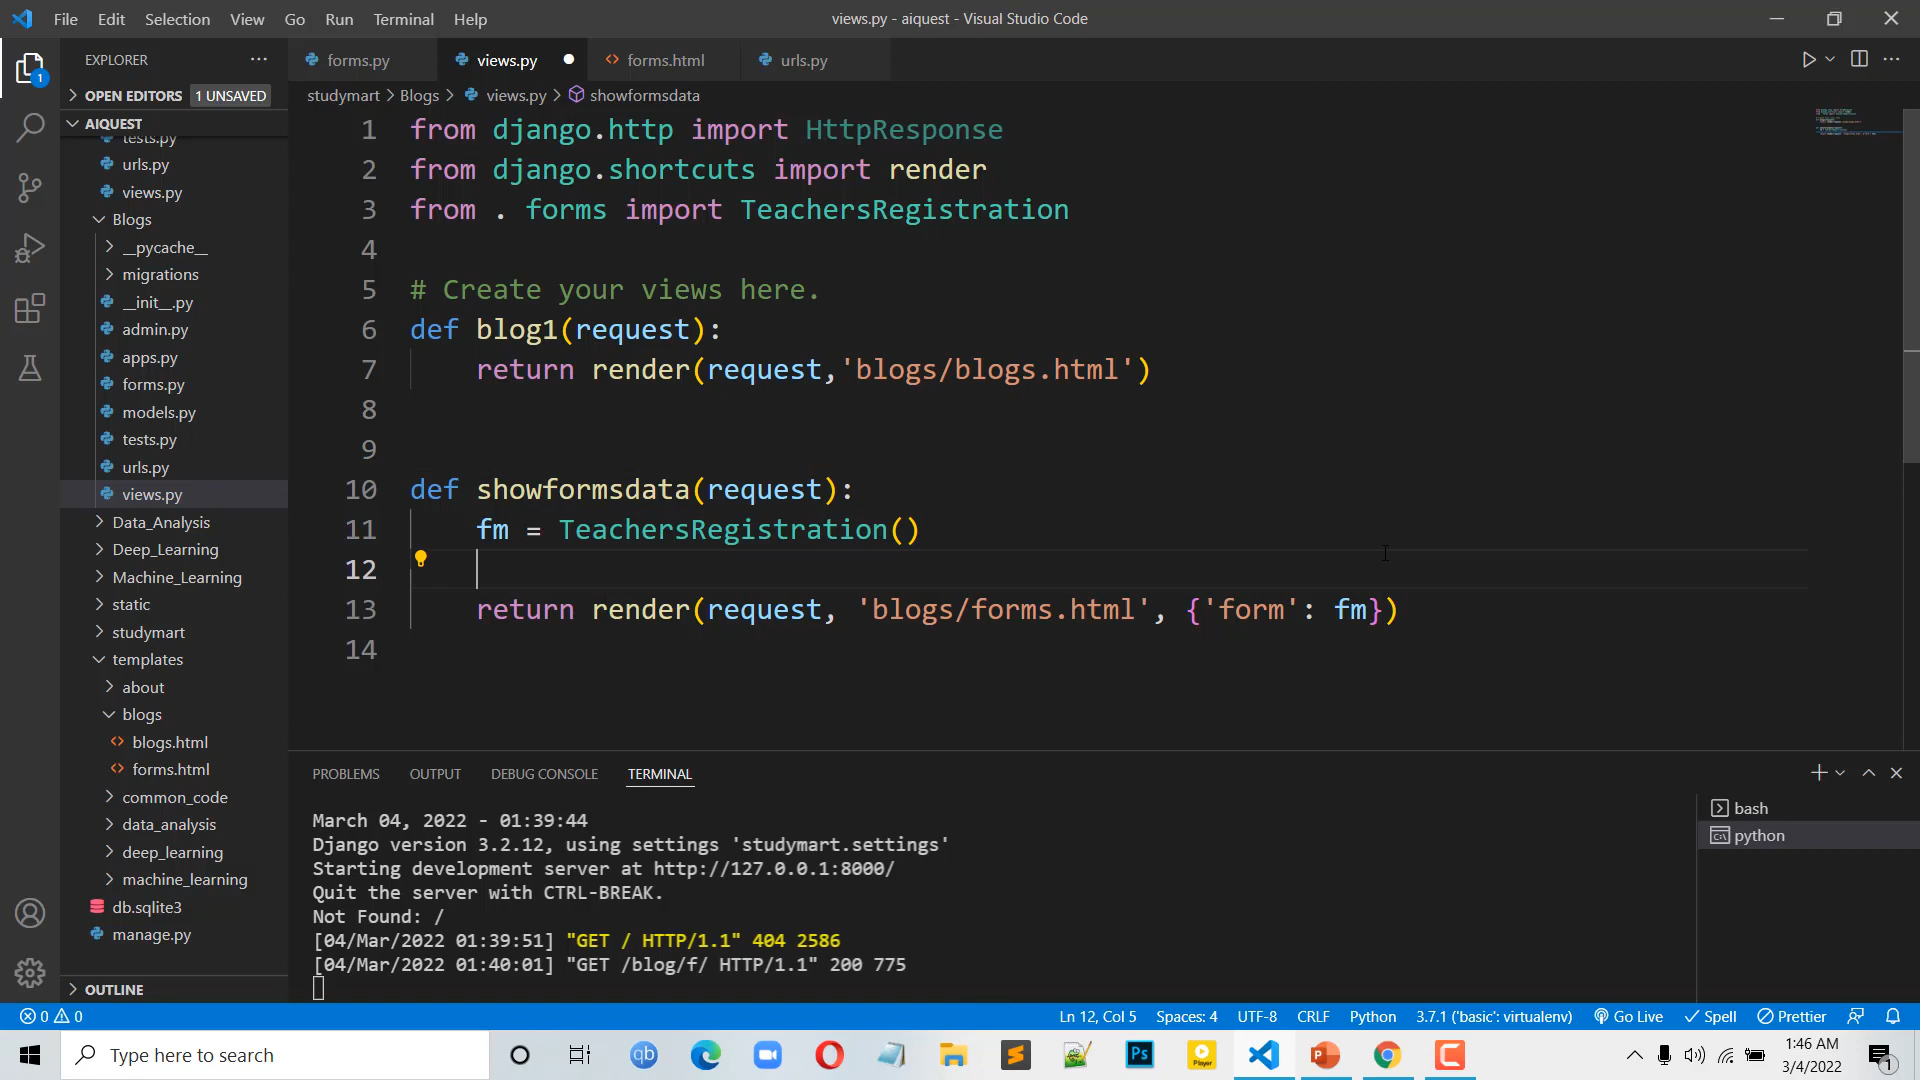 File Edit Selection View Go Run Terminal Help
views.py - aiquest - Visual Studio Code
EXPLORER
1
OPEN EDITORS 1 UNSAVED
AIQUEST
tests.py
urls.py
views.py
Blogs
__pycache__
migrations
__init__.py
admin.py
apps.py
forms.py
models.py
tests.py
urls.py
views.py
Data_Analysis
Deep_Learning
Machine_Learning
static
studymart
templates
about
blogs
blogs.html
forms.html
common_code
data_analysis
deep_learning
machine_learning
db.sqlite3
manage.py
OUTLINE
forms.py views.py forms.html urls.py
studymart > Blogs > views.py > showformsdata
1 from django.http import HttpResponse
2 from django.shortcuts import render
3 from . forms import TeachersRegistration
4
5 # Create your views here.
6 def blog1(request):
7 return render(request,'blogs/blogs.html')
8
9
10 def showformsdata(request):
11 fm = TeachersRegistration()
12
13 return render(request, 'blogs/forms.html', {'form': fm})
14
PROBLEMS OUTPUT DEBUG CONSOLE TERMINAL
March 04, 2022 - 01:39:44
Django version 3.2.12, using settings 'studymart.settings'
Starting development server at http://127.0.0.1:8000/
Quit the server with CTRL-BREAK.
Not Found: /
[04/Mar/2022 01:39:51] "GET / HTTP/1.1" 404 2586
[04/Mar/2022 01:40:01] "GET /blog/f/ HTTP/1.1" 200 775
bash
python
0 0
Ln 12, Col 5 Spaces: 4 UTF-8 CRLF Python 3.7.1 ('basic': virtualenv) Go Live Spell Prettier
Type here to search
qb
Ps
Player
1:46 AM
3/4/2022
1